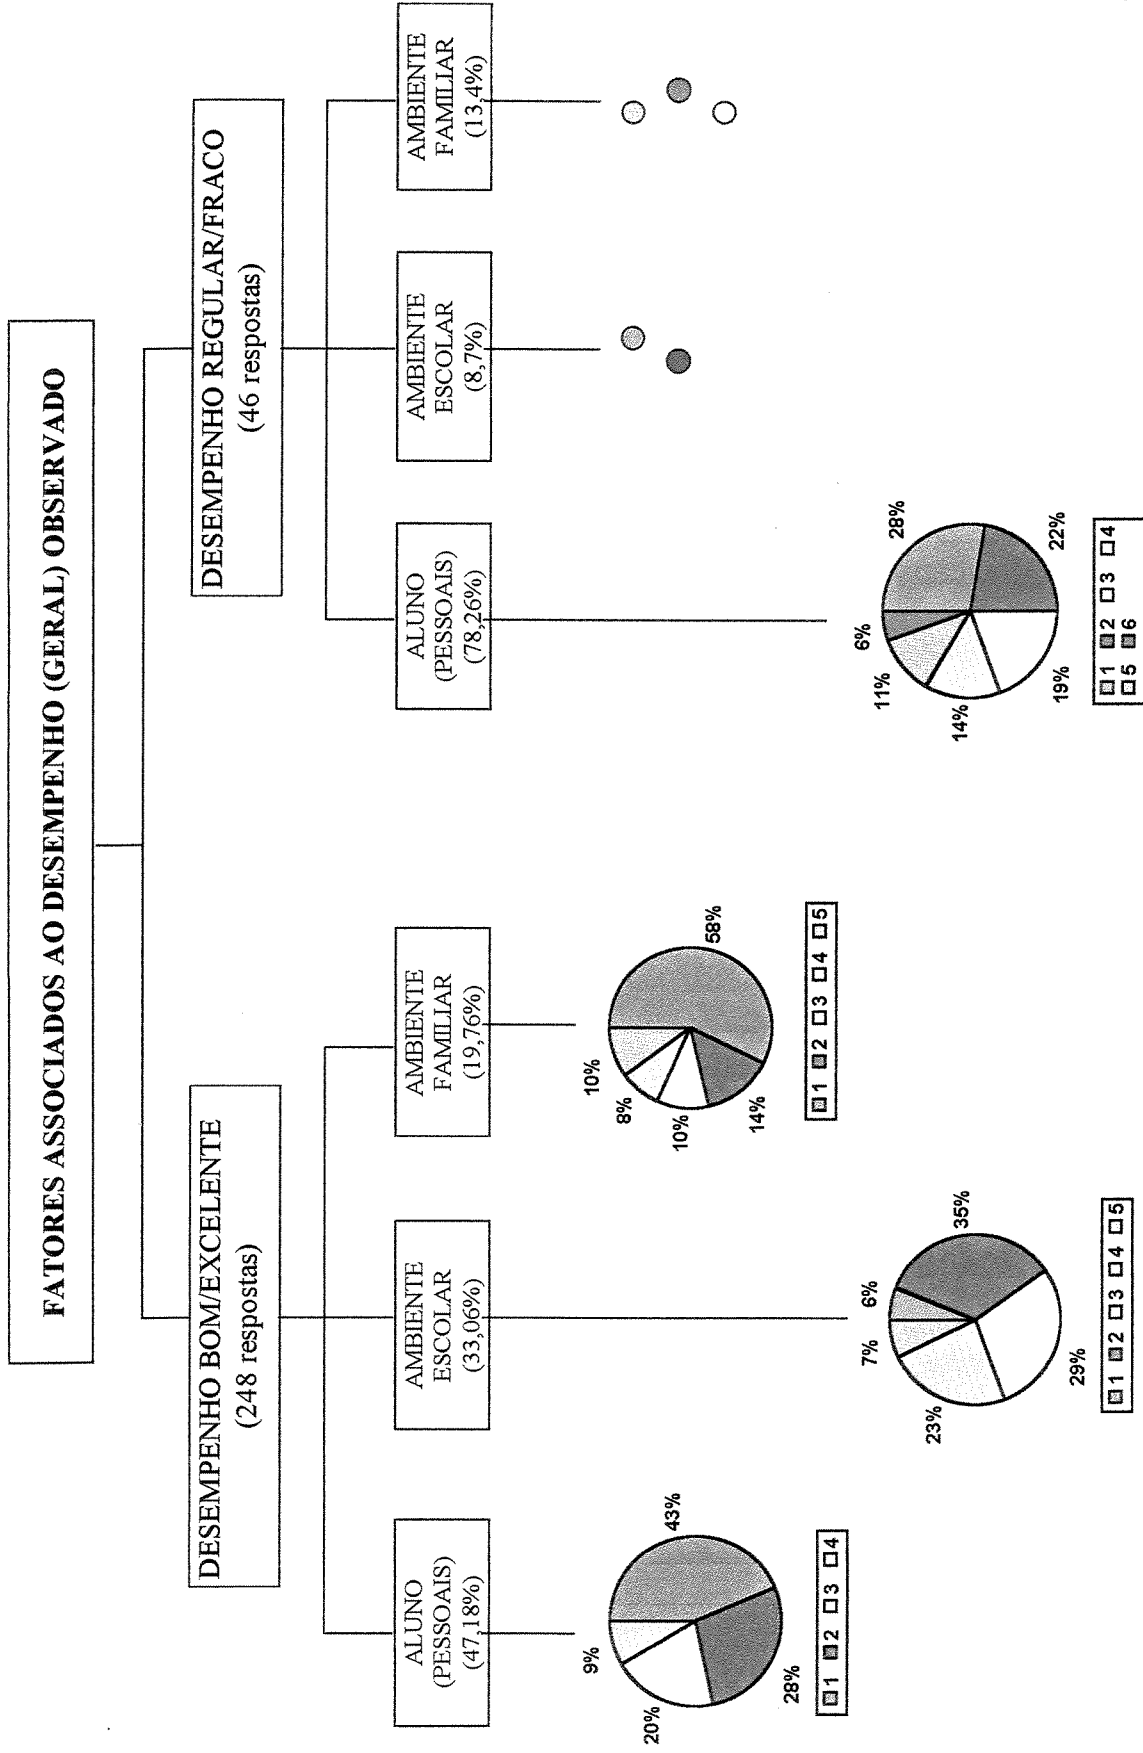 FATORES ASSOCIADOS AO DESEMPENHO (GERAL) OBSERVADO
DESEMPENHO BOM/EXCELENTE
(248 respostas)
DESEMPENHO REGULAR/FRACO
(46 respostas)
ALUNO
(PESSOAIS)
(47,18%)
AMBIENTE
ESCOLAR
(33,06%)
AMBIENTE
FAMILIAR
(19,76%)
ALUNO
(PESSOAIS)
(78,26%)
AMBIENTE
ESCOLAR
(8,7%)
AMBIENTE
FAMILIAR
(13,4%)
9%
43%
20%
28%
1 2 3 4
7%
6%
35%
23%
29%
1 2 3 4 5
10%
8%
58%
10%
14%
1 2 3 4 5
6%
28%
11%
14%
22%
19%
1 2 3 4
5 6